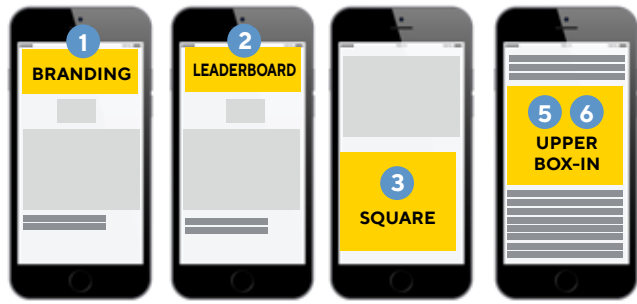 1
BRANDING
2
LEADERBOARD
3
SQUARE
5 6
UPPER
BOX-IN